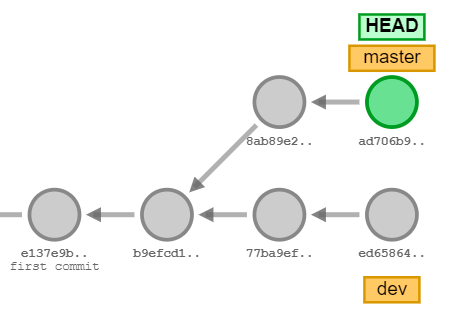 HEAD
master
8ab89e2..
ad706b9..
e137e9b..
first commit
b9efcd1..
77ba9ef..
ed65864..
dev